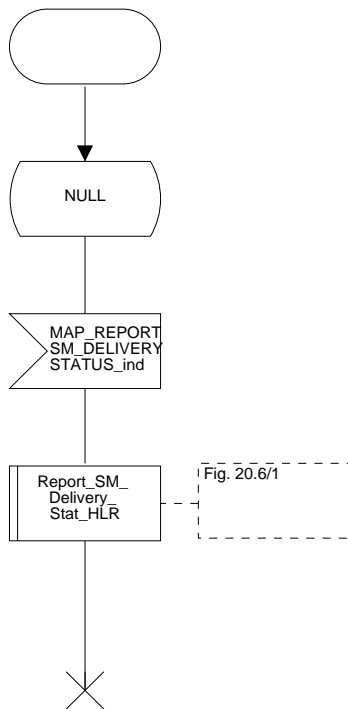 NULL
MAP_REPORT
SM_DELIVERY
STATUS_ind
Report_SM_
Delivery_
Stat_HLR
Fig. 20.6/1